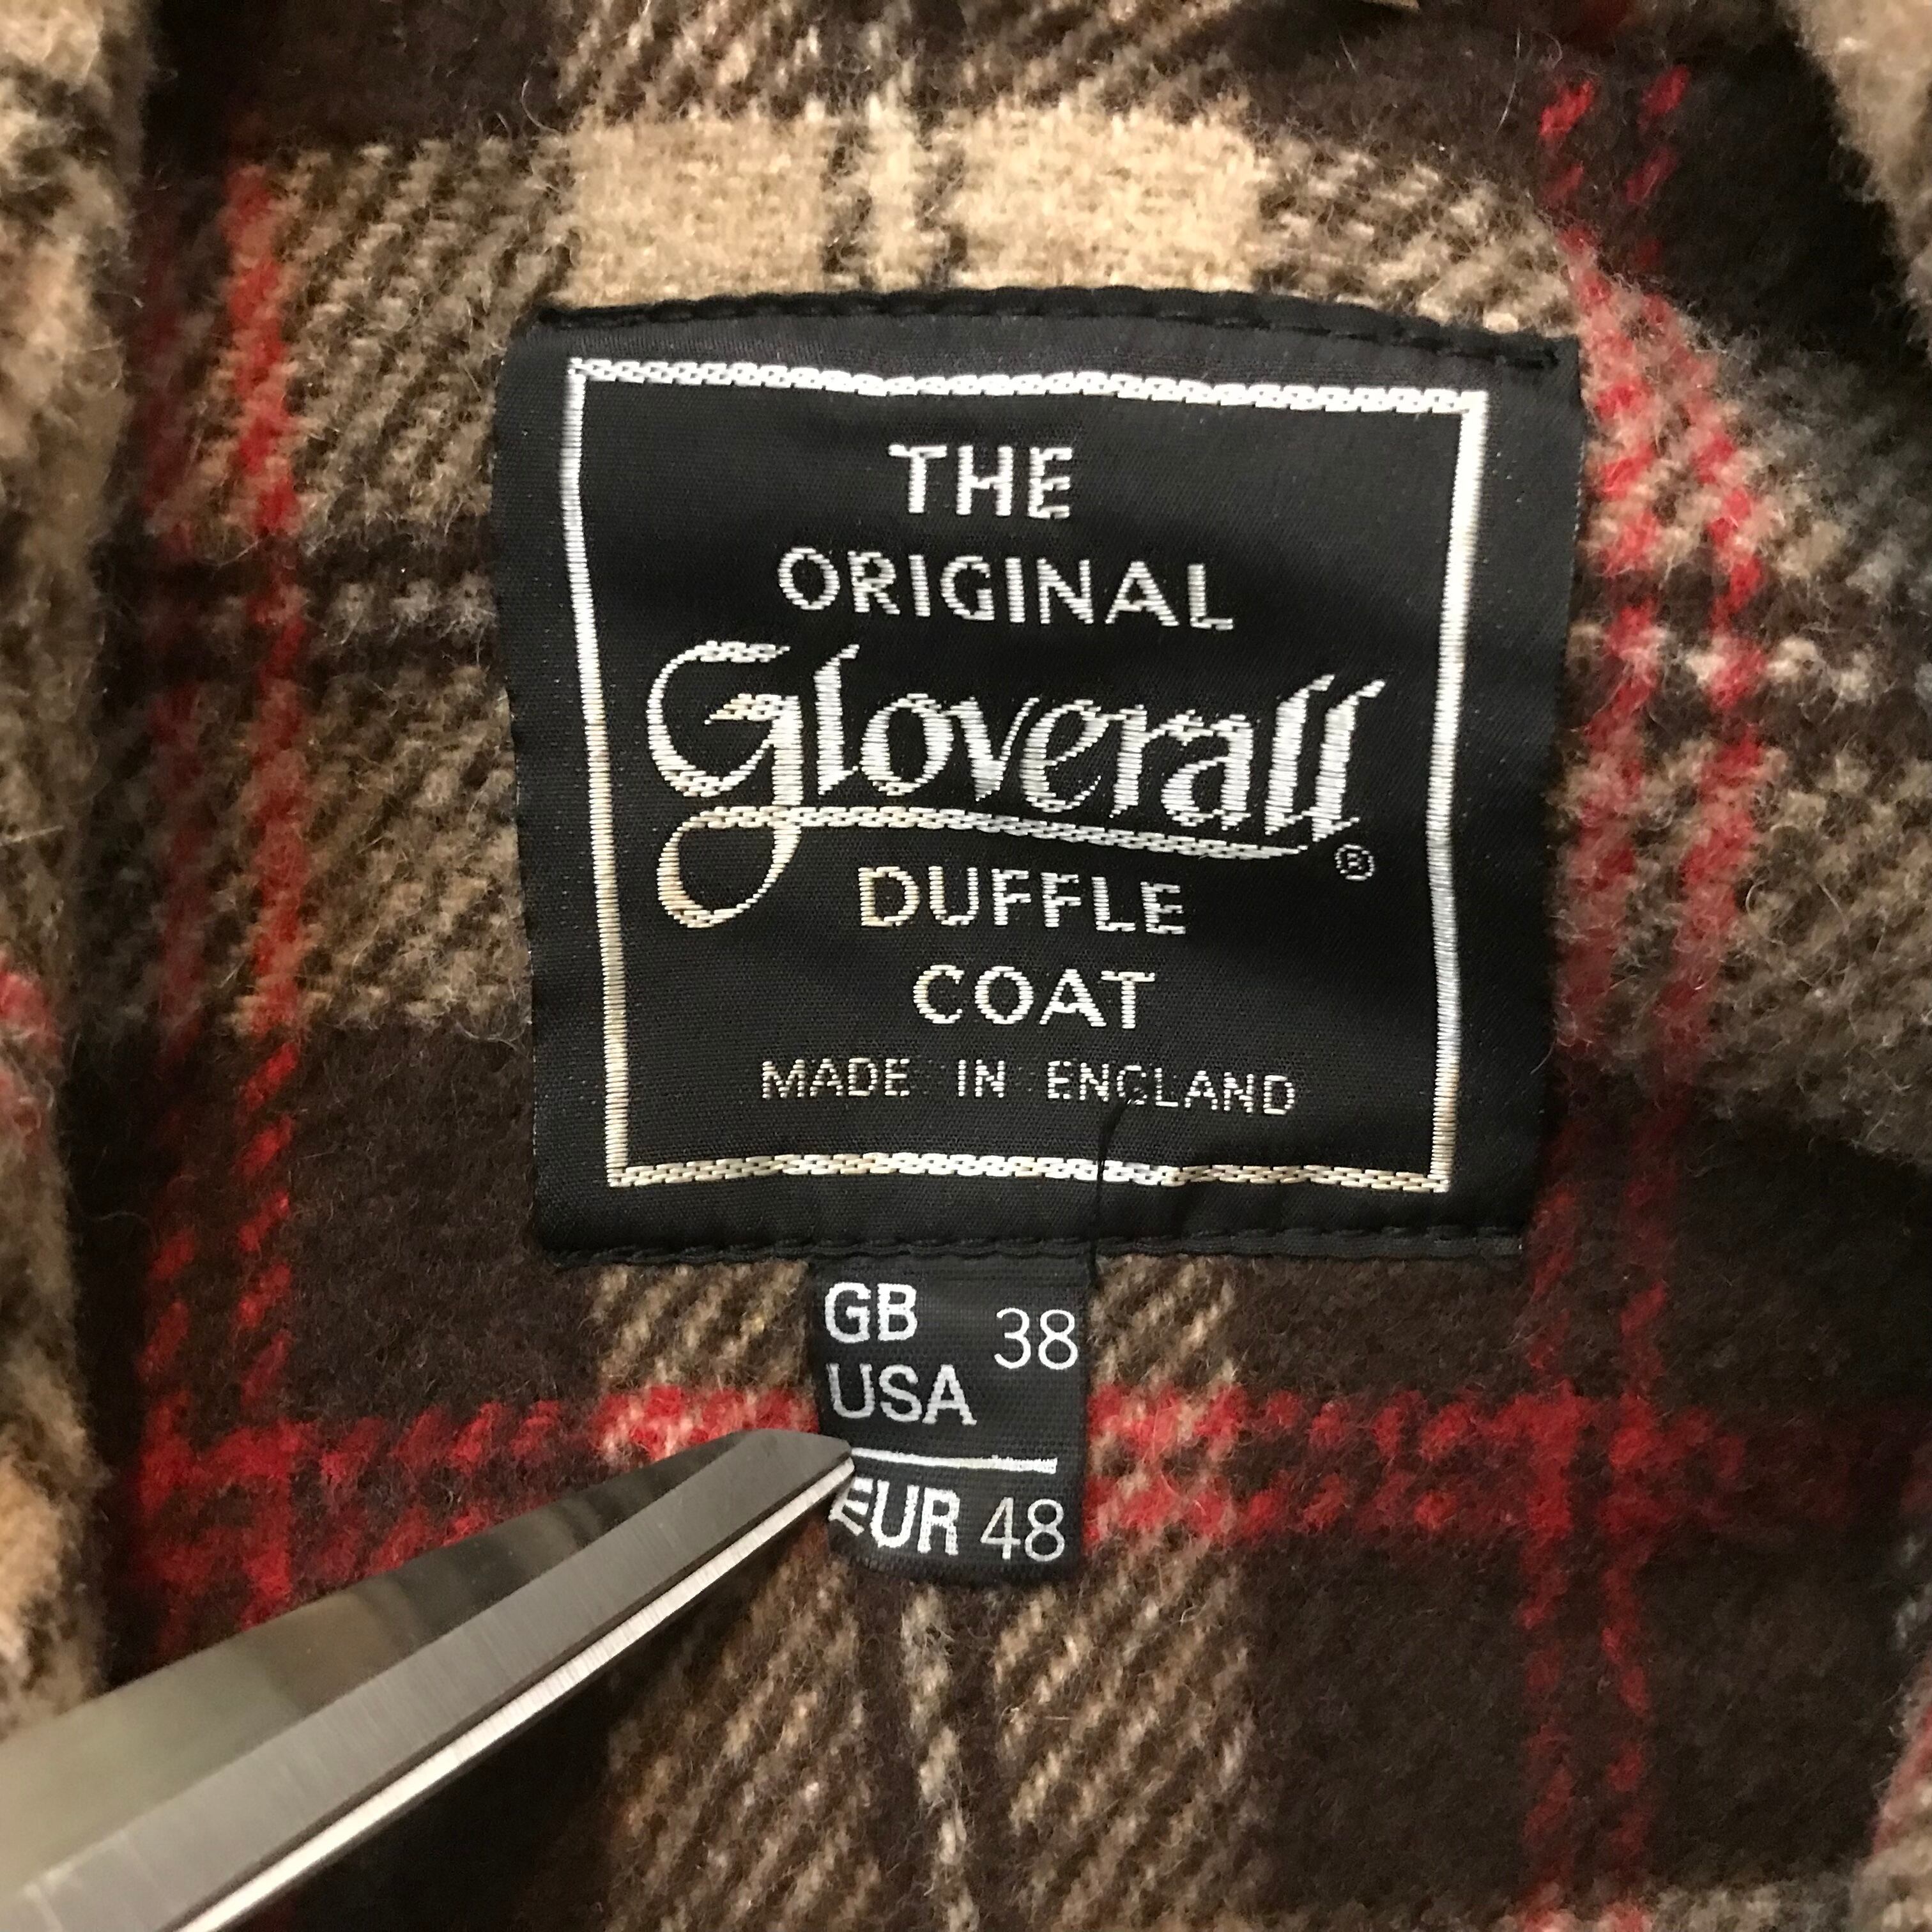 THE
ORIGINAL
Gloverall®
DUFFLE
COAT
MADE IN ENGLAND
GB 38
USA
EUR 48